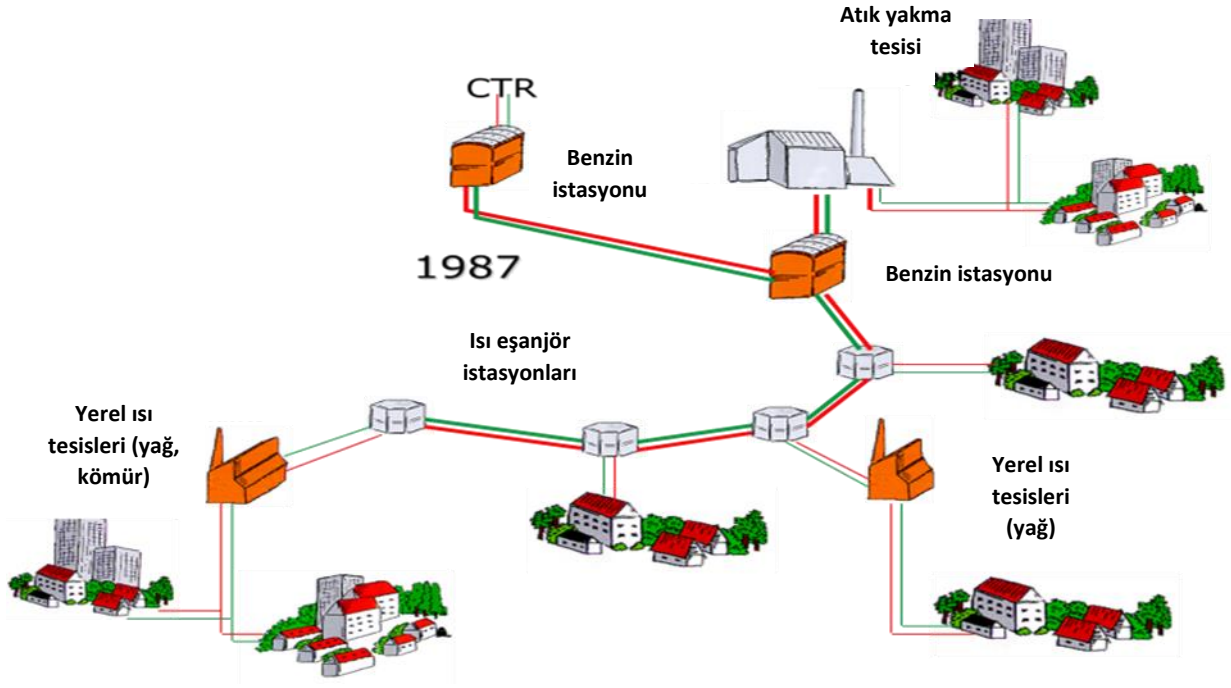 Atık yakma
tesisi
CTR
Benzin
istasyonu
1987
Benzin istasyonu
Isı eşanjör
istasyonları
Yerel ısı
tesisleri (yağ,
kömür)
Yerel ısı
tesisleri
(yağ)